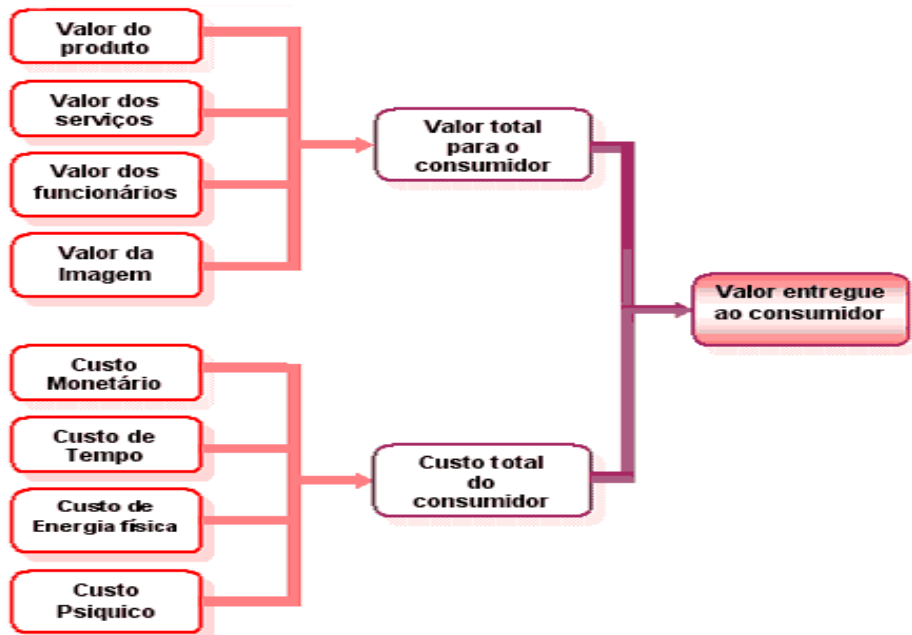 Valor do
produto
Valor dos
serviços
Valor dos
funcionários
Valor da
Imagem
Valor total
para o
consumidor
Valor entregue
ao consumidor
Custo
Monetário
Custo de
Tempo
Custo de
Energia física
Custo
Psiquico
Custo total
do
consumidor